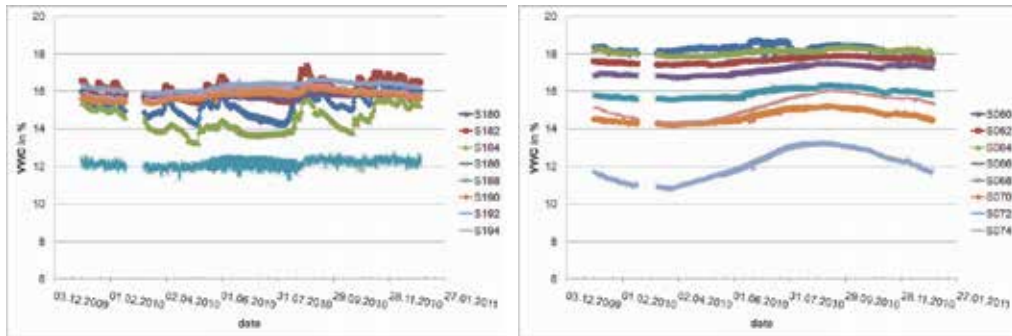 20
18
16
14
12
10
8
6
VWC in %
03.12.2009
01.02.2010
02.04.2010
01.06.2010
31.07.2010
29.09.2010
28.11.2010
27.01.2011
date
S180
S182
S184
S186
S188
S190
S192
S194
20
18
16
14
12
10
8
6
VWC in %
03.12.2009
01.02.2010
02.04.2010
01.06.2010
31.07.2010
29.09.2010
28.11.2010
27.01.2011
date
S060
S062
S064
S066
S068
S070
S072
S074